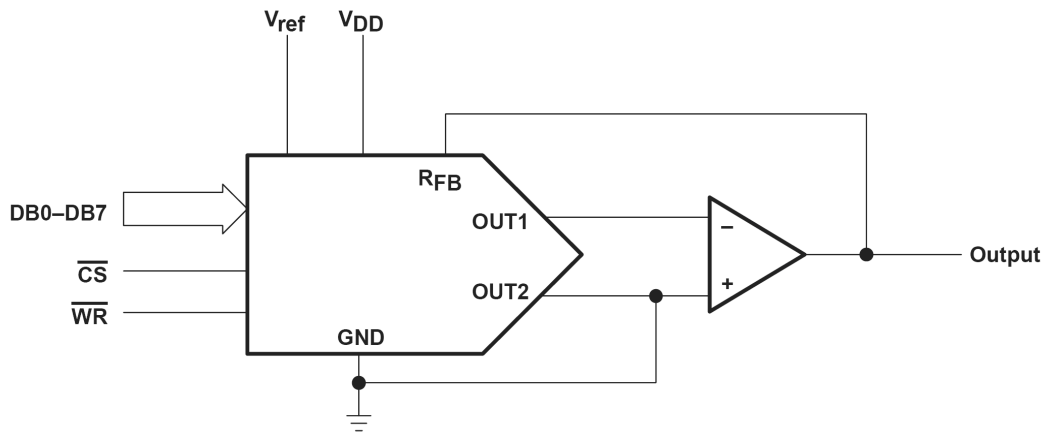 Vref VDD
RFB
DB0–DB7
OUT1
–
Output
CS
OUT2
+
WR
GND